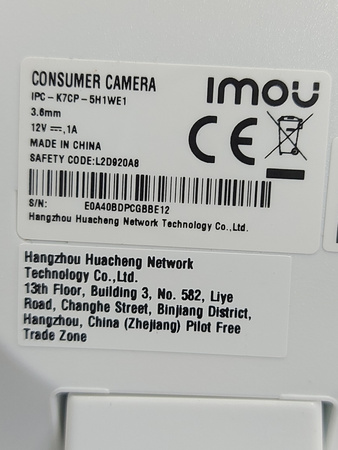 CONSUMER CAMERA
imou
IPC-K7CP-5H1WE1
3.6mm
12V⎓,1A
MADE IN CHINA
SAFETY CODE:L2D920A8
CE
S/N: E0A40BDPCGBBE12
Hangzhou Huacheng Network Technology Co.,Ltd.
Hangzhou Huacheng Network
Technology Co.,Ltd.
13th Floor, Building 3, No. 582, Liye
Road, Changhe Street, Binjiang District,
Hangzhou, China (Zhejiang) Pilot Free
Trade Zone